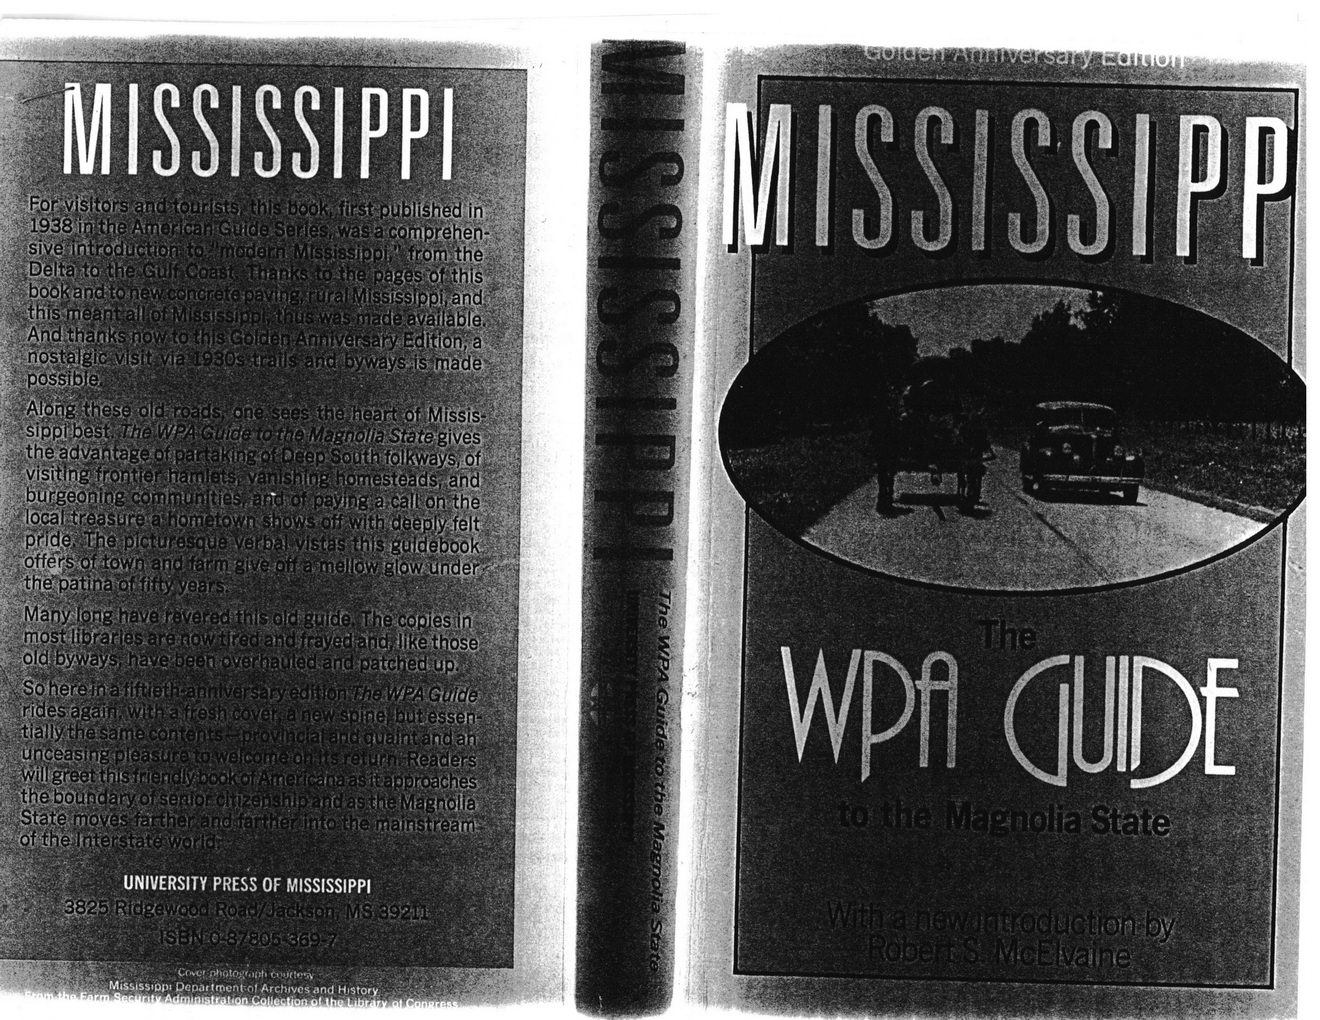 MISSISSIPPI
For visitors and tourists, this book, first published in
1938 in the American Guide Series, was a comprehen-
sive introduction to "modern Mississippi," from the
Delta to the Gulf Coast. Thanks to the pages of this
book and to new concrete paving, rural Mississippi, and
this meant all of Mississippi, thus was made available.
And thanks now to this Golden Anniversary Edition, a
nostalgic visit via 1930s trails and byways is made
possible.
Along these old roads, one sees the heart of Missis-
sippi best. The WPA Guide to the Magnolia State gives
the advantage of partaking of Deep South folkways, of
visiting frontier hamlets, vanishing homesteads, and
burgeoning communities, and of paying a call on the
local treasure a hometown shows off with deeply felt
pride. The picturesque verbal vistas this guidebook
offers of town and farm give off a mellow glow under
the patina of fifty years.
Many long have revered this old guide. The copies in
most libraries are now tired and frayed and, like those
old byways, have been overhauled and patched up.
So here in a fiftieth-anniversary edition The WPA Guide
rides again, with a fresh cover, a new spine, but essen-
tially the same contents—provincial and quaint and an
unceasing pleasure to welcome on its return. Readers
will greet this friendly book of Americana as it approaches
the boundary of senior citizenship and as the Magnolia
State moves farther and farther into the mainstream
of the Interstate world.
UNIVERSITY PRESS OF MISSISSIPPI
3825 Ridgewood Road/Jackson, MS 39211
ISBN 0-87805-369-7
Cover photograph courtesy
Mississippi Department of Archives and History
From the Farm Security Administration Collection of the Library of Congress
MISSISSIPPI
The WPA Guide to the Magnolia State
Golden Anniversary Edition
MISSISSIPP
The
WPA GUIDE
to the Magnolia State
With a new introduction by
Robert S. McElvaine